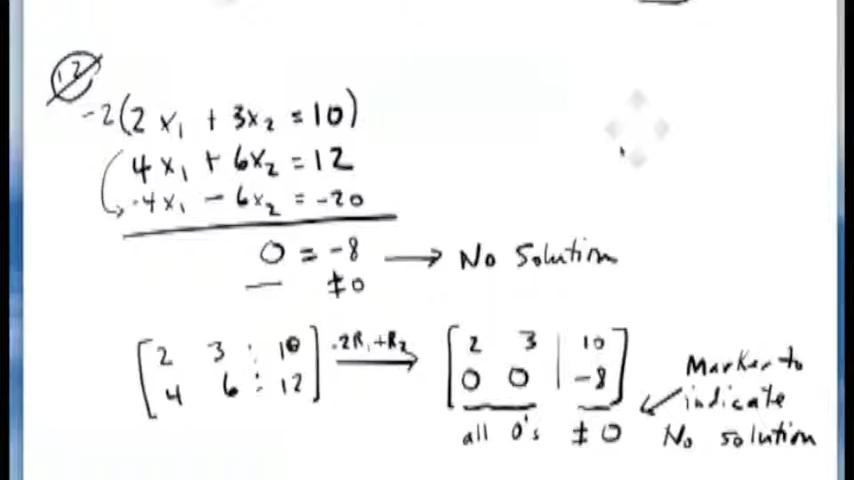 12
-2(2x₁ + 3x₂ = 10)
4x₁ + 6x₂ = 12
-4x₁ - 6x₂ = -20
0 = -8 → No Solution
≠0
[2 3 : 10] -2R₁+R₂ → [2 3 | 10]
[4 6 : 12] [0 0 | -8]
all 0's ≠ 0
Marker to
indicate
No solution